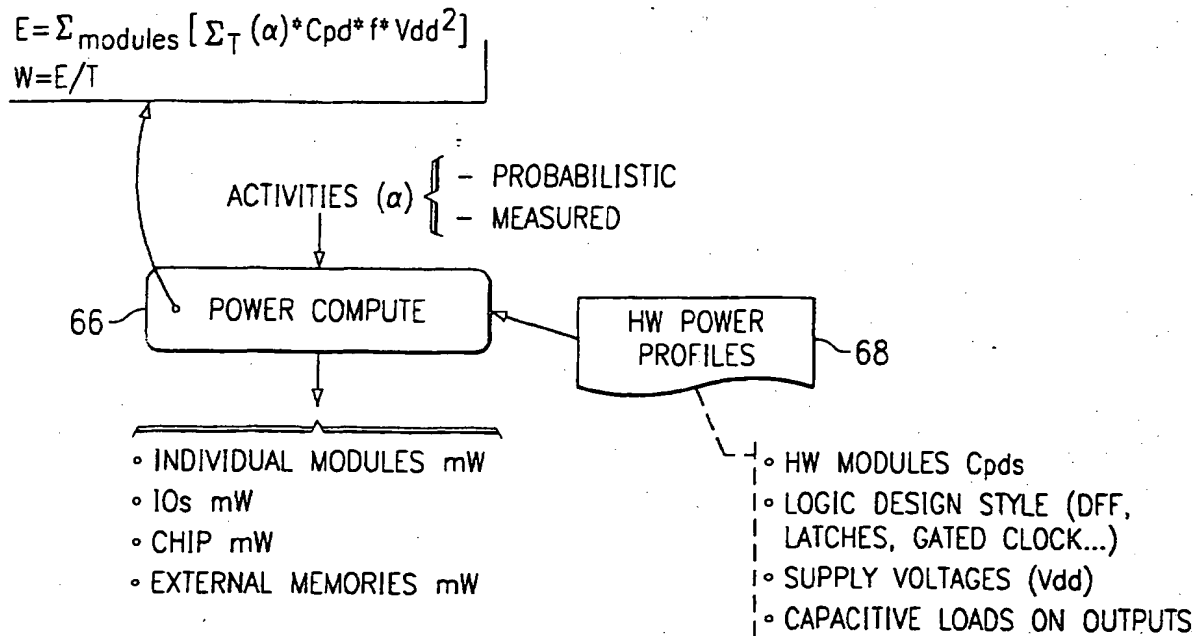 E=Σmodules [ΣT (α)*Cpd*f*Vdd²]
W=E/T
ACTIVITIES (α)
- PROBABILISTIC
- MEASURED
66
POWER COMPUTE
HW POWER
PROFILES
68
∘ INDIVIDUAL MODULES mW
∘ IOs mW
∘ CHIP mW
∘ EXTERNAL MEMORIES mW
∘ HW MODULES Cpds
∘ LOGIC DESIGN STYLE (DFF,
LATCHES, GATED CLOCK...)
∘ SUPPLY VOLTAGES (Vdd)
∘ CAPACITIVE LOADS ON OUTPUTS